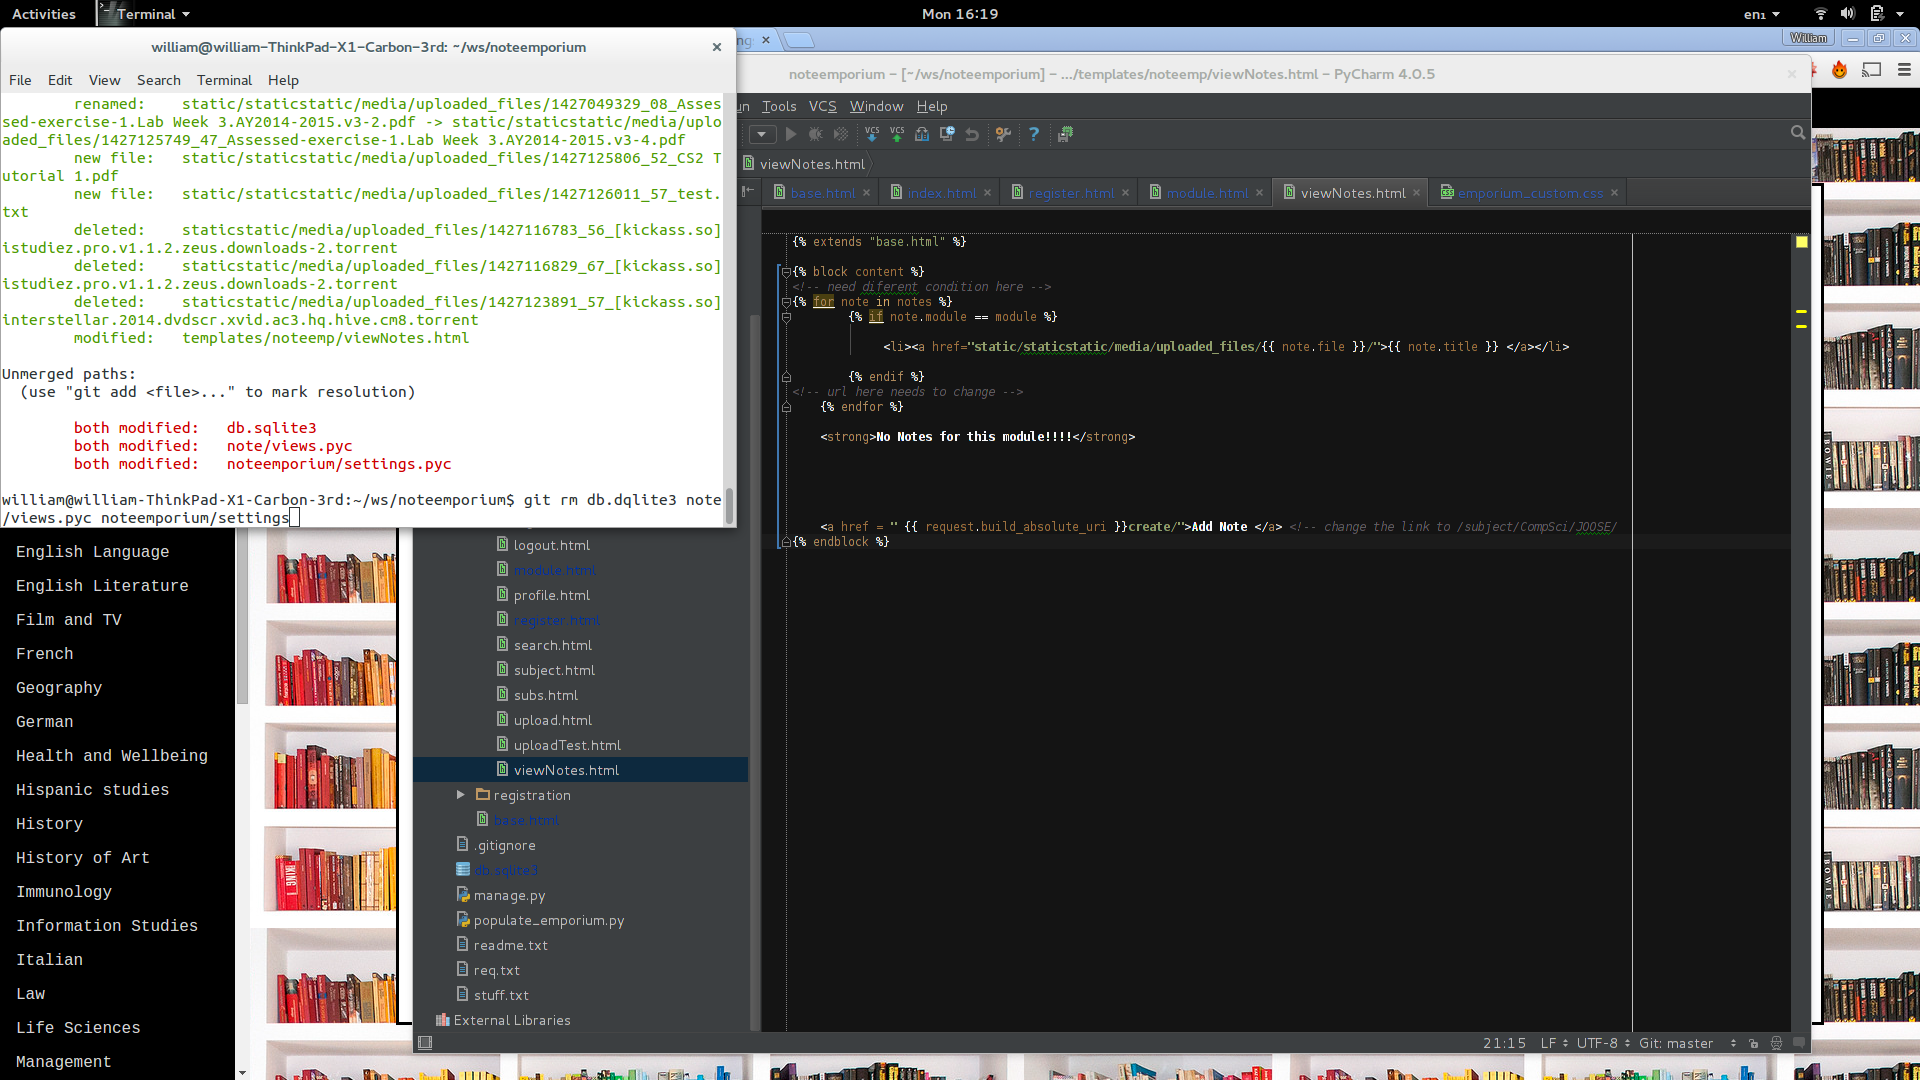 Activities
Terminal
Mon 16:19
en₁
william@william-ThinkPad-X1-Carbon-3rd: ~/ws/noteemporium
File Edit View Search Terminal Help
renamed: static/staticstatic/media/uploaded_files/1427049329_08_Asses
sed-exercise-1.Lab Week 3.AY2014-2015.v3-2.pdf -> static/staticstatic/media/uplo
aded_files/1427125749_47_Assessed-exercise-1.Lab Week 3.AY2014-2015.v3-4.pdf
new file: static/staticstatic/media/uploaded_files/1427125806_52_CS2 T
utorial 1.pdf
new file: static/staticstatic/media/uploaded_files/1427126011_57_test.
txt
deleted: staticstatic/media/uploaded_files/1427116783_56_[kickass.so]
istudiez.pro.v1.1.2.zeus.downloads-2.torrent
deleted: staticstatic/media/uploaded_files/1427116829_67_[kickass.so]
istudiez.pro.v1.1.2.zeus.downloads-2.torrent
deleted: staticstatic/media/uploaded_files/1427123891_57_[kickass.so]
interstellar.2014.dvdscr.xvid.ac3.hq.hive.cm8.torrent
modified: templates/noteemp/viewNotes.html
Unmerged paths:
(use "git add <file>..." to mark resolution)
both modified: db.sqlite3
both modified: note/views.pyc
both modified: noteemporium/settings.pyc
william@william-ThinkPad-X1-Carbon-3rd:~/ws/noteemporium$ git rm db.dqlite3 note
/views.pyc noteemporium/settings
William
noteemporium – [~/ws/noteemporium] – .../templates/noteemp/viewNotes.html – PyCharm 4.0.5
un Tools VCS Window Help
viewNotes.html
base.html
index.html
register.html
module.html
viewNotes.html
emporium_custom.css
{% extends "base.html" %}
{% block content %}
<!-- need diferent condition here -->
{% for note in notes %}
{% if note.module == module %}
<li><a href="static/staticstatic/media/uploaded_files/{{ note.file }}/">{{ note.title }} </a></li>
{% endif %}
<!-- url here needs to change -->
{% endfor %}
<strong>No Notes for this module!!!!</strong>
<a href = " {{ request.build_absolute_uri }}create/">Add Note </a> <!-- change the link to /subject/CompSci/JOOSE/
{% endblock %}
logout.html
module.html
profile.html
register.html
search.html
subject.html
subs.html
upload.html
uploadTest.html
viewNotes.html
registration
base.html
.gitignore
db.sqlite3
manage.py
populate_emporium.py
readme.txt
req.txt
stuff.txt
External Libraries
21:15 LF UTF-8 Git: master
English Language
English Literature
Film and TV
French
Geography
German
Health and Wellbeing
Hispanic studies
History
History of Art
Immunology
Information Studies
Italian
Law
Life Sciences
Management